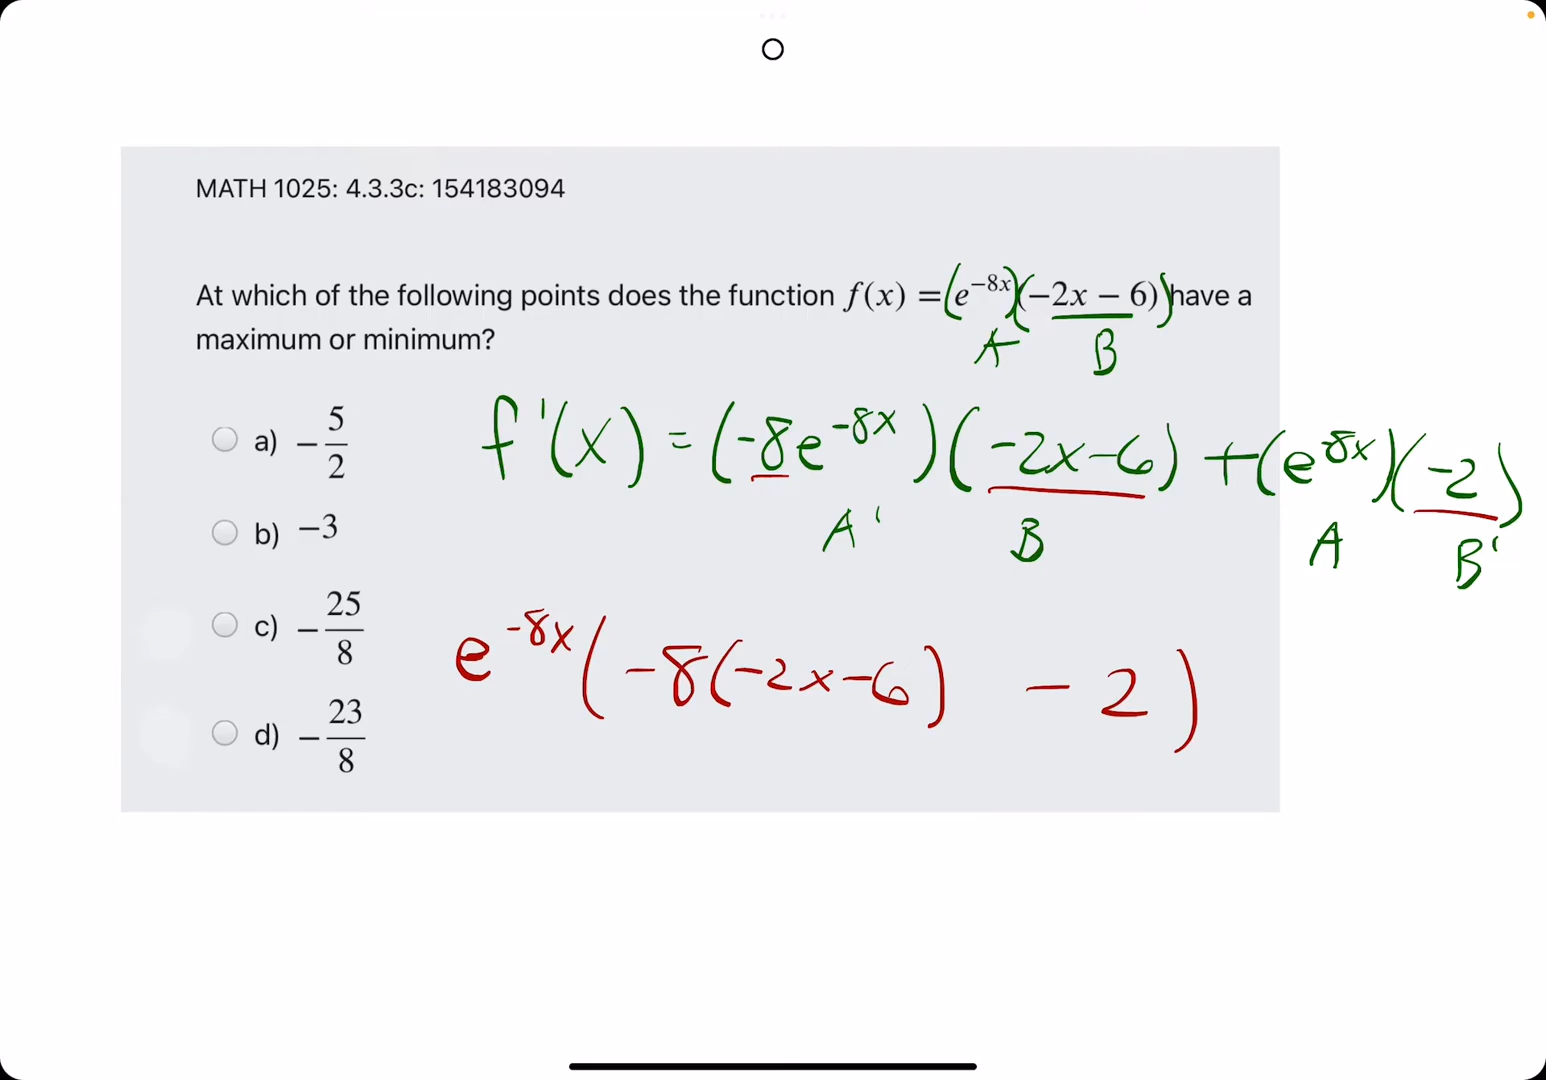 MATH 1025: 4.3.3c: 154183094
At which of the following points does the function f(x) = (e^{-8x})(-2x - 6) have a
maximum or minimum?
A B
a) -5/2
f'(x) = (-8e^{-8x})(-2x-6) + (e^{-8x})(-2)
A' B A B'
b) -3
c) -25/8
e^{-8x}(-8(-2x-6) - 2)
d) -23/8